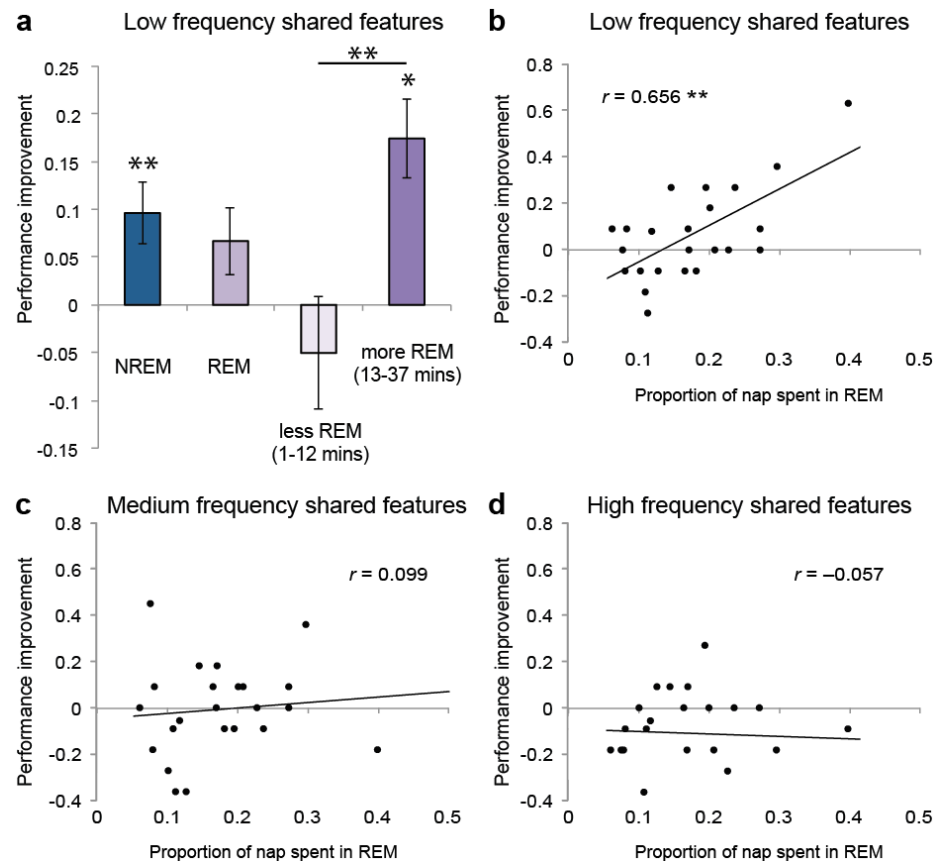 a
Low frequency shared features
**
*
**
Performance improvement
0.25
0.2
0.15
0.1
0.05
0
-0.05
-0.1
-0.15
NREM
REM
less REM
(1-12 mins)
more REM
(13-37 mins)
b
Low frequency shared features
r = 0.656 **
Performance improvement
0.8
0.6
0.4
0.2
0
-0.2
-0.4
0 0.1 0.2 0.3 0.4 0.5
Proportion of nap spent in REM
c
Medium frequency shared features
r = 0.099
Performance improvement
0.8
0.6
0.4
0.2
0
-0.2
-0.4
0 0.1 0.2 0.3 0.4 0.5
Proportion of nap spent in REM
d
High frequency shared features
r = –0.057
Performance improvement
0.8
0.6
0.4
0.2
0
-0.2
-0.4
0 0.1 0.2 0.3 0.4 0.5
Proportion of nap spent in REM